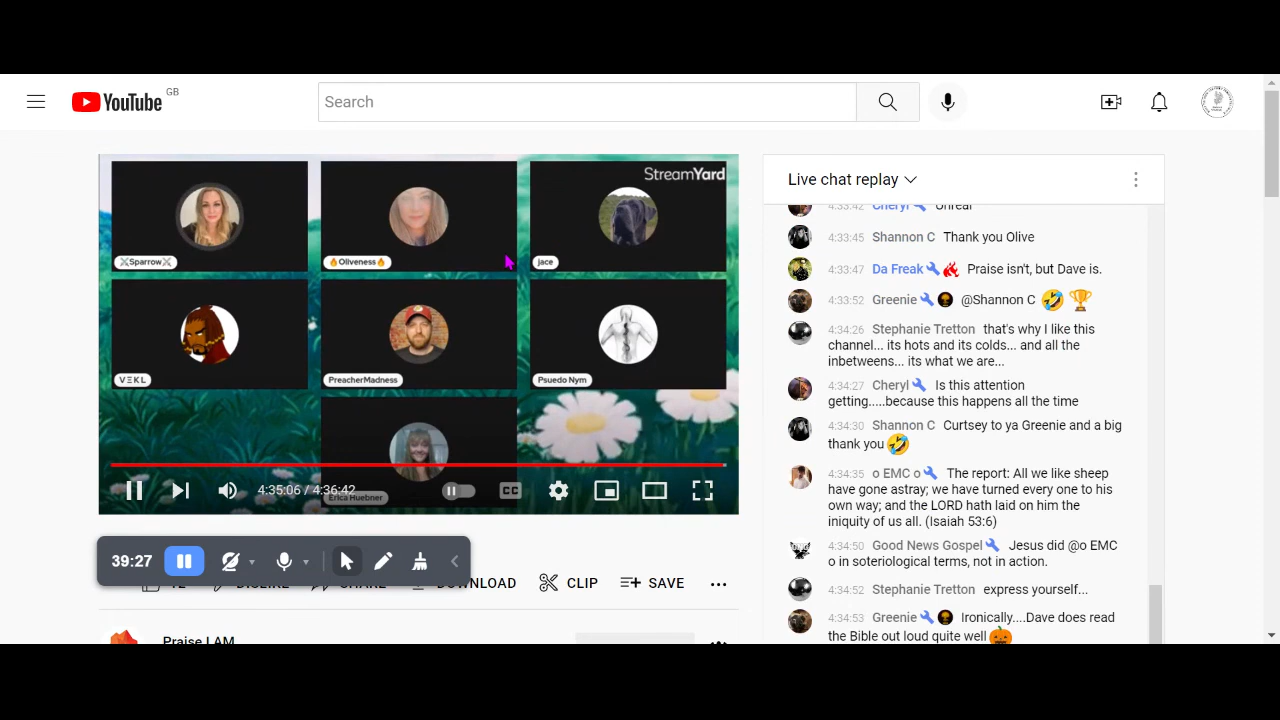 YouTube GB
Search
StreamYard
⚔Sparrow⚔
🔥Oliveness🔥
jace
VΞKL
PreacherMadness
Psuedo Nym
Erica Huebner
4:35:06 / 4:36:42
CC
39:27
DISLIKE
DOWNLOAD
CLIP
SAVE
Praise I AM
Live chat replay
4:33:42 Cheryl Unreal
4:33:45 Shannon C Thank you Olive
4:33:47 Da Freak Praise isn't, but Dave is.
4:33:52 Greenie @Shannon C 🤣🏆
4:34:26 Stephanie Tretton that's why I like this
channel... its hots and its colds... and all the
inbetweens... its what we are...
4:34:27 Cheryl Is this attention
getting.....because this happens all the time
4:34:30 Shannon C Curtsey to ya Greenie and a big
thank you🤣
4:34:35 o EMC o The report: All we like sheep
have gone astray; we have turned every one to his
own way; and the LORD hath laid on him the
iniquity of us all. (Isaiah 53:6)
4:34:50 Good News Gospel Jesus did @o EMC
o in soteriological terms, not in action.
4:34:52 Stephanie Tretton express yourself...
4:34:53 Greenie Ironically....Dave does read
the Bible out loud quite well🎃